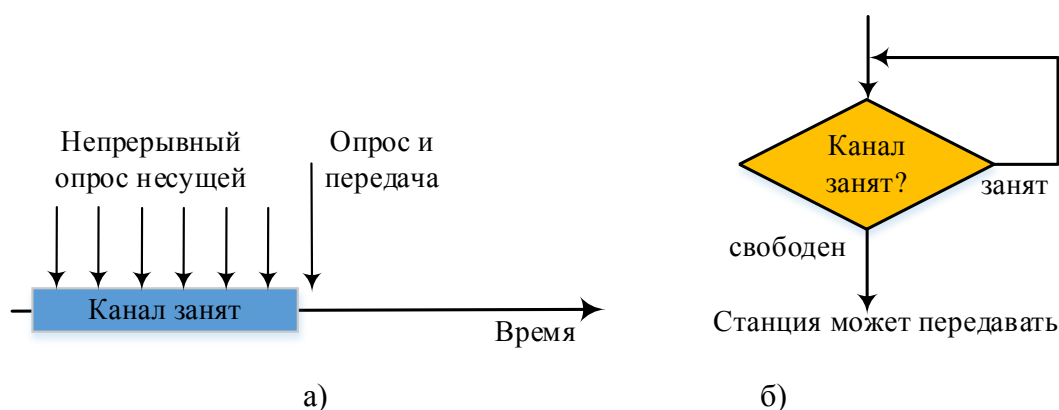 Непрерывный
опрос несущей
Опрос и
передача
Канал занят
Время
а)
Канал
занят?
занят
свободен
Станция может передавать
б)